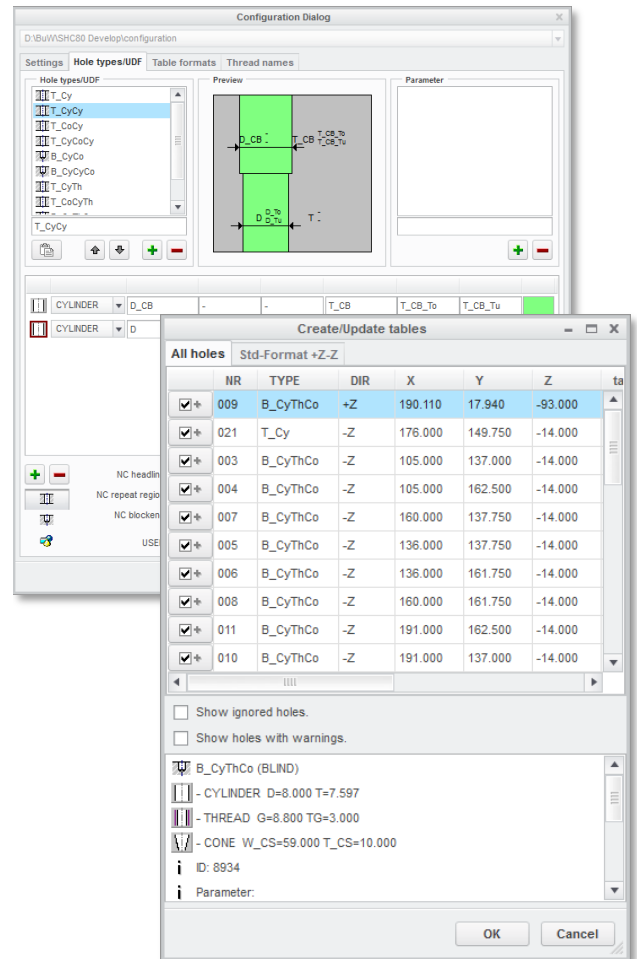 Configuration Dialog
D:\BuW\SHC80 Develop\configuration
Settings Hole types/UDF Table formats Thread names
Hole types/UDF Preview Parameter
T_Cy
T_CyCy
T_CoCy
T_CyCoCy
B_CyCo
B_CyCyCo
T_CyTh
T_CoCyTh
T_CyCy
D_CB - T_CB T_CB_To T_CB_Tu
D D_To D_Tu T -
CYLINDER D_CB - - T_CB T_CB_To T_CB_Tu
CYLINDER D
NC headlin
NC repeat regio
NC blocken
USE
Create/Update tables
All holes Std-Format +Z-Z
NR TYPE DIR X Y Z ta
009 B_CyThCo +Z 190.110 17.940 -93.000
021 T_Cy -Z 176.000 149.750 -14.000
003 B_CyThCo -Z 105.000 137.000 -14.000
004 B_CyThCo -Z 105.000 162.500 -14.000
007 B_CyThCo -Z 160.000 137.750 -14.000
005 B_CyThCo -Z 136.000 137.750 -14.000
006 B_CyThCo -Z 136.000 161.750 -14.000
008 B_CyThCo -Z 160.000 161.750 -14.000
011 B_CyThCo -Z 191.000 162.500 -14.000
010 B_CyThCo -Z 191.000 137.000 -14.000
Show ignored holes.
Show holes with warnings.
B_CyThCo (BLIND)
- CYLINDER D=8.000 T=7.597
- THREAD G=8.800 TG=3.000
- CONE W_CS=59.000 T_CS=10.000
i ID: 8934
i Parameter:
OK Cancel